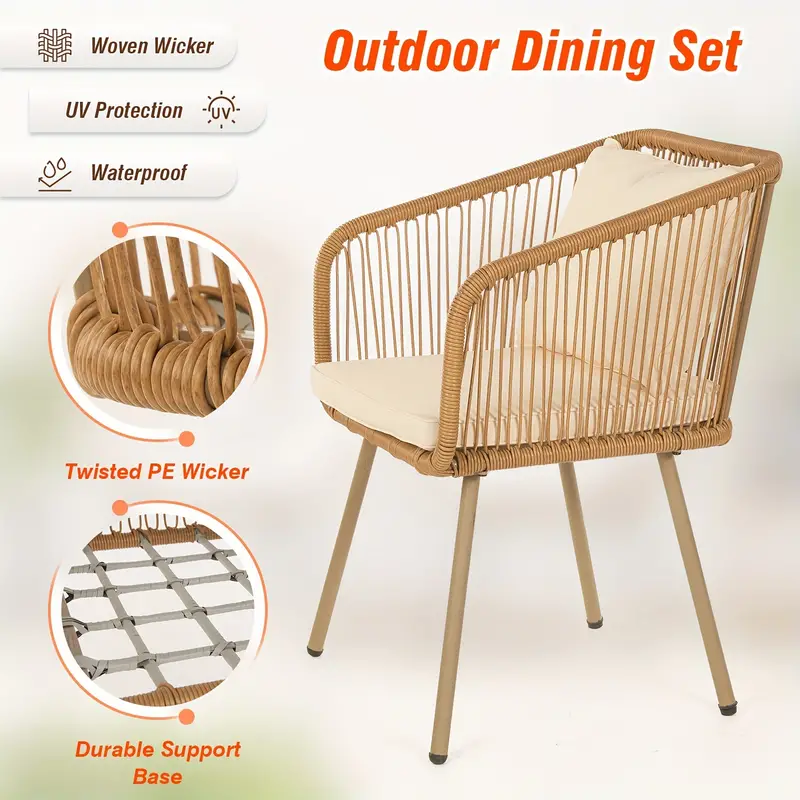 Outdoor Dining Set
Woven Wicker
UV Protection
UV
Waterproof
Twisted PE Wicker
Durable Support
Base